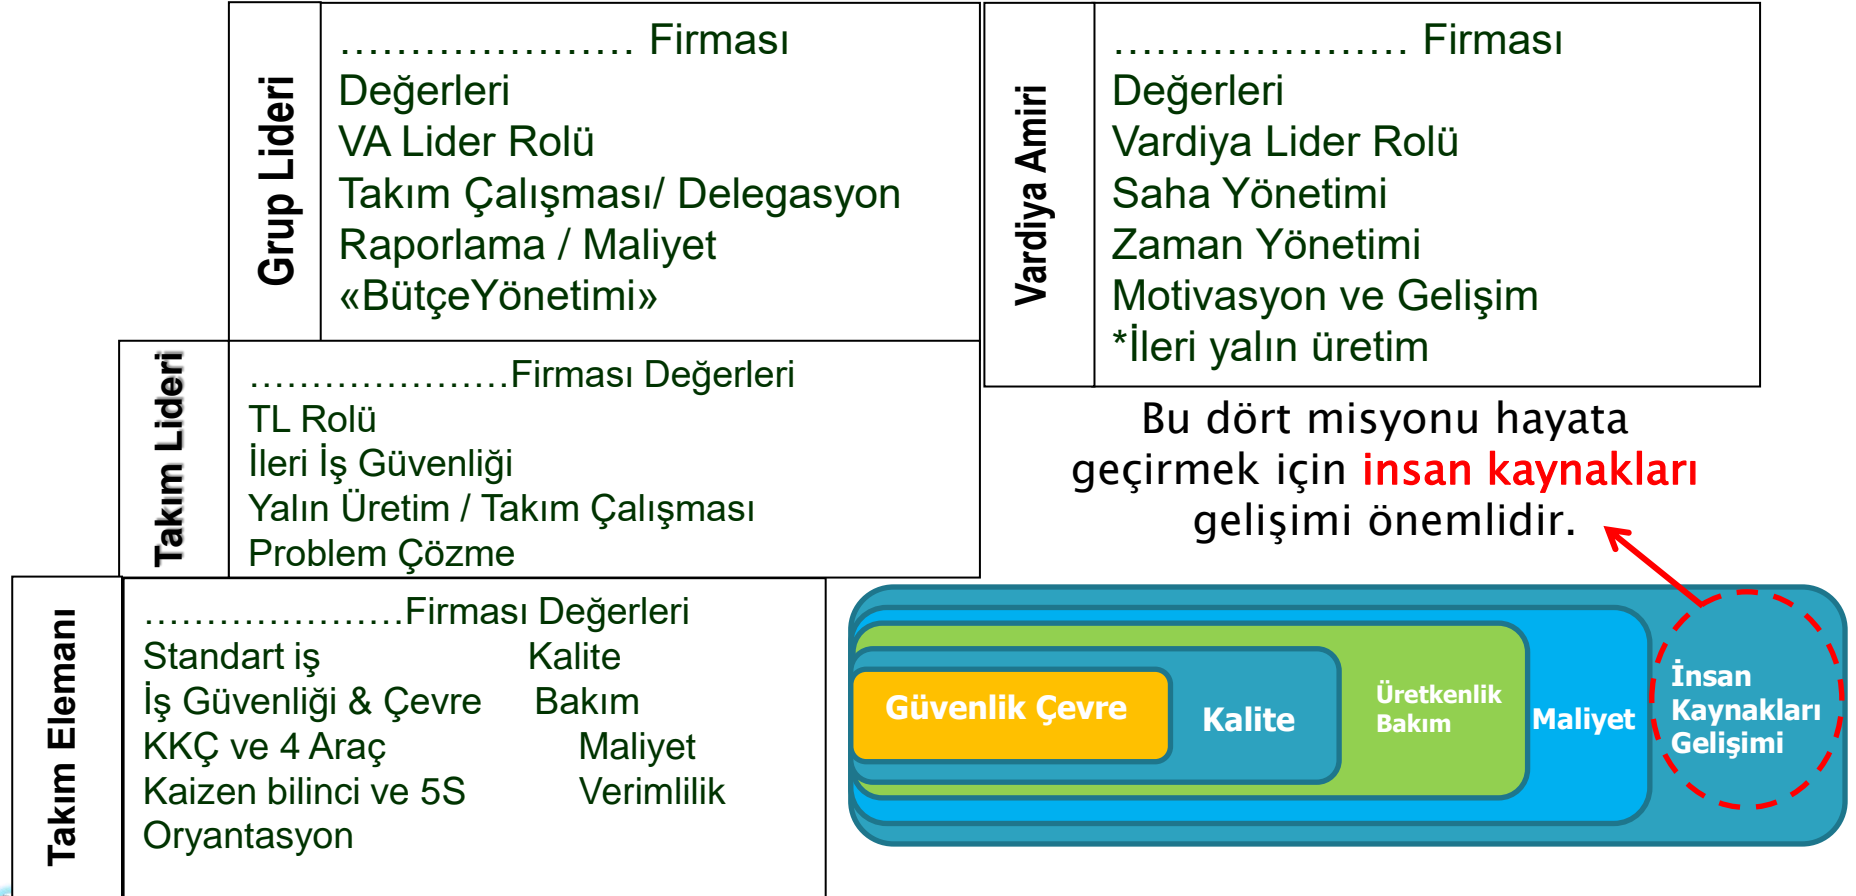 Grup Lideri
………………… Firması
Değerleri
VA Lider Rolü
Takım Çalışması/ Delegasyon
Raporlama / Maliyet
«BütçeYönetimi»
Vardiya Amiri
………………… Firması
Değerleri
Vardiya Lider Rolü
Saha Yönetimi
Zaman Yönetimi
Motivasyon ve Gelişim
*İleri yalın üretim
Takım Lideri
…………………Firması Değerleri
TL Rolü
İleri İş Güvenliği
Yalın Üretim / Takım Çalışması
Problem Çözme
Bu dört misyonu hayata
geçirmek için insan kaynakları
gelişimi önemlidir.
Takım Elemanı
…………………Firması Değerleri
Standart iş Kalite
İş Güvenliği & Çevre Bakım
KKÇ ve 4 Araç Maliyet
Kaizen bilinci ve 5S Verimlilik
Oryantasyon
Güvenlik Çevre
Kalite
Üretkenlik
Bakım
Maliyet
İnsan
Kaynakları
Gelişimi